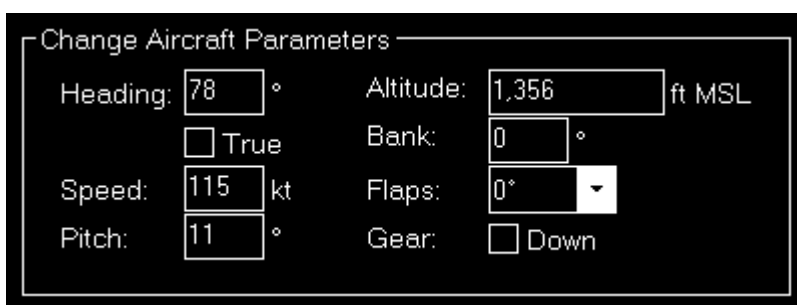 Change Aircraft Parameters
Heading: 78 ° Altitude: 1,356 ft MSL
True Bank: 0 °
Speed: 115 kt Flaps: 0°
Pitch: 11 ° Gear: Down